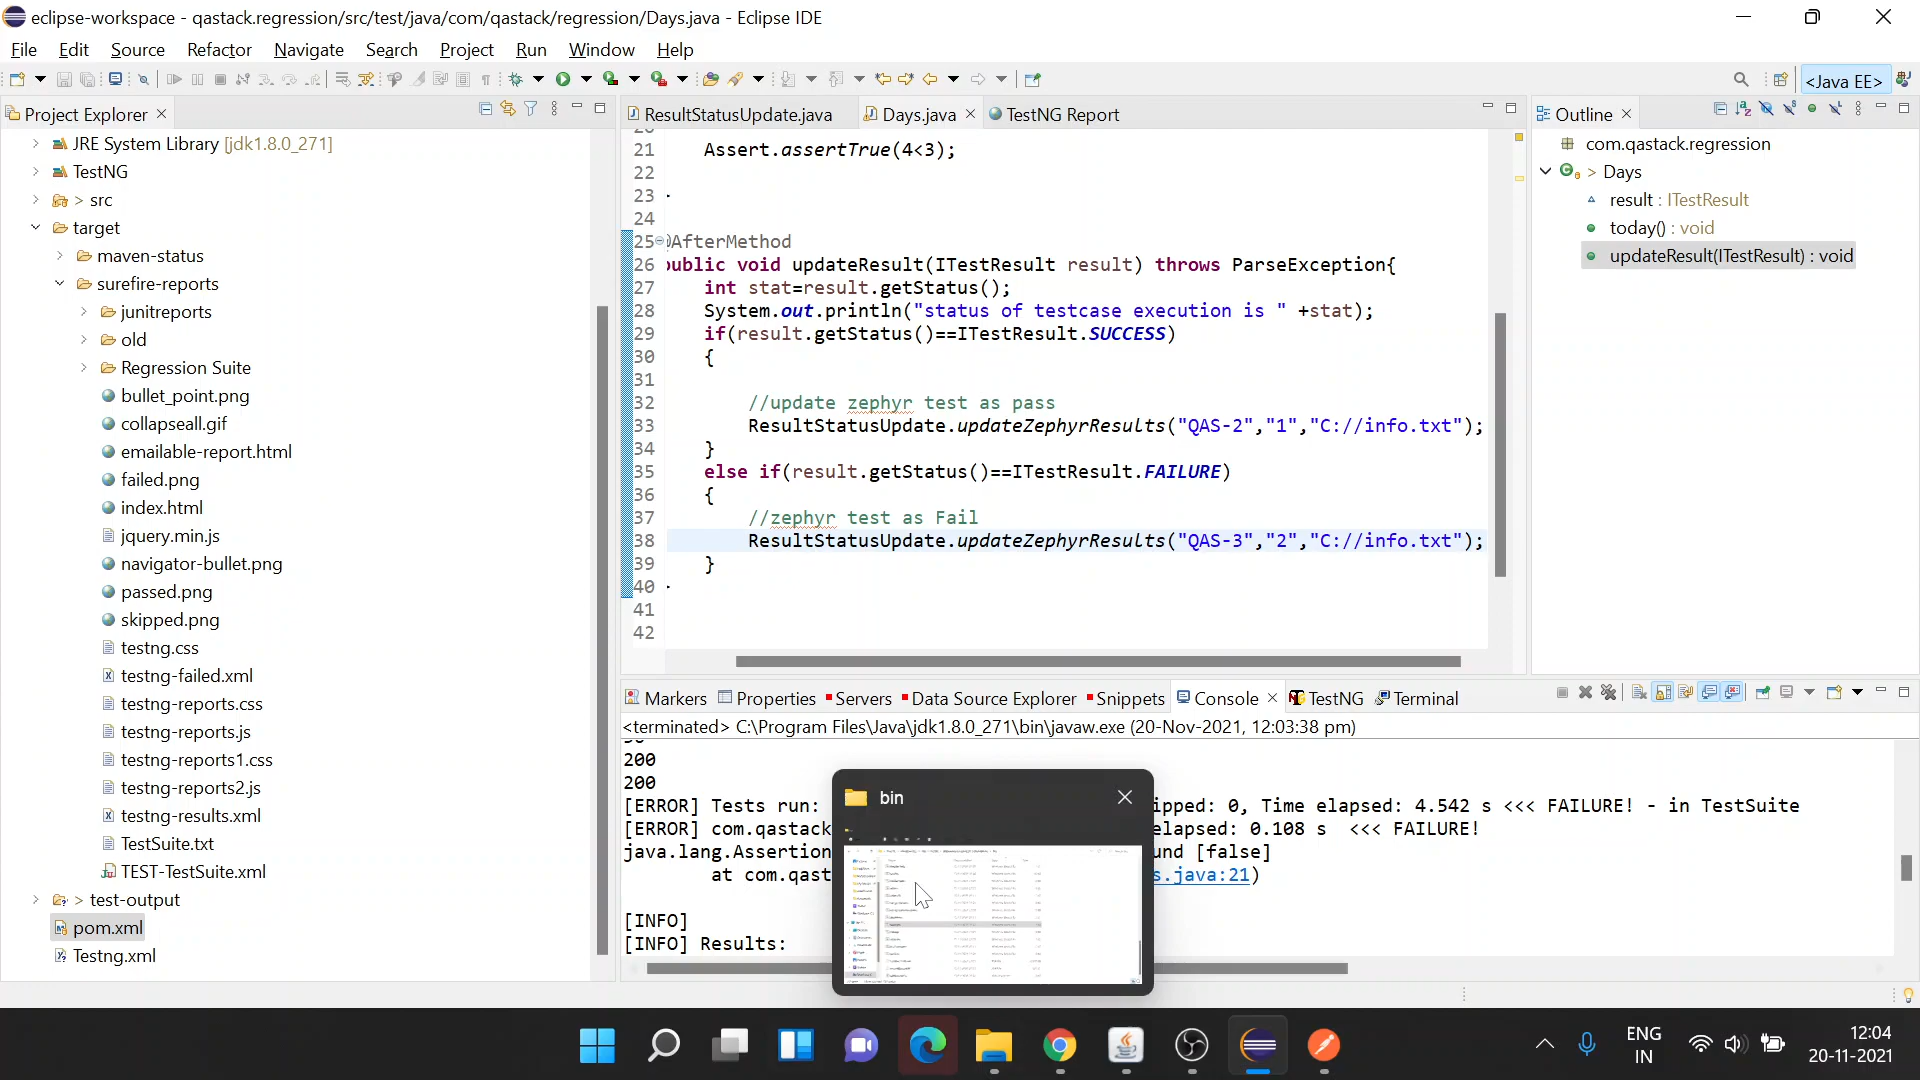 eclipse-workspace - qastack.regression/src/test/java/com/qastack/regression/Days.java - Eclipse IDE
File Edit Source Refactor Navigate Search Project Run Window Help
<Java EE>
Project Explorer
JRE System Library [jdk1.8.0_271]
TestNG
> src
target
maven-status
surefire-reports
junitreports
old
Regression Suite
bullet_point.png
collapseall.gif
emailable-report.html
failed.png
index.html
jquery.min.js
navigator-bullet.png
passed.png
skipped.png
testng.css
testng-failed.xml
testng-reports.css
testng-reports.js
testng-reports1.css
testng-reports2.js
testng-results.xml
TestSuite.txt
TEST-TestSuite.xml
> test-output
pom.xml
Testng.xml
ResultStatusUpdate.java Days.java TestNG Report
21 Assert.assertTrue(4<3);
22
23
24
25 @AfterMethod
26 public void updateResult(ITestResult result) throws ParseException{
27 int stat=result.getStatus();
28 System.out.println("status of testcase execution is " +stat);
29 if(result.getStatus()==ITestResult.SUCCESS)
30 {
31
32 //update zephyr test as pass
33 ResultStatusUpdate.updateZephyrResults("QAS-2","1","C://info.txt");
34 }
35 else if(result.getStatus()==ITestResult.FAILURE)
36 {
37 //zephyr test as Fail
38 ResultStatusUpdate.updateZephyrResults("QAS-3","2","C://info.txt");
39 }
40
41
42
Outline
com.qastack.regression
> Days
result : ITestResult
today() : void
updateResult(ITestResult) : void
Markers Properties Servers Data Source Explorer Snippets Console TestNG Terminal
<terminated> C:\Program Files\Java\jdk1.8.0_271\bin\javaw.exe (20-Nov-2021, 12:03:38 pm)
200
200
[ERROR] Tests run: ipped: 0, Time elapsed: 4.542 s <<< FAILURE! - in TestSuite
[ERROR] com.qastack elapsed: 0.108 s <<< FAILURE!
java.lang.Assertion und [false]
at com.qast s.java:21)
[INFO]
[INFO] Results:
bin
ENG
IN
12:04
20-11-2021